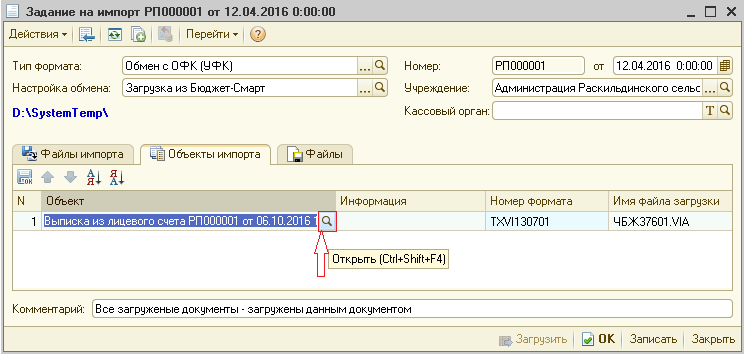 Задание на импорт РП000001 от 12.04.2016 0:00:00
Действия Перейти
Тип формата: Обмен с ОФК (УФК) ... Номер: РП000001 от 12.04.2016 0:00:00
Настройка обмена: Загрузка из Бюджет-Смарт ... Учреждение: Администрация Раскильдинского сельс ...
D:\SystemTemp\ Кассовый орган: T
Файлы импорта Объекты импорта Файлы
N Объект Информация Номер формата Имя файла загрузки
1 Выписка из лицевого счета РП000001 от 06.10.2016 1 TXVI130701 ЧБЖ37601.VIA
Открыть (Ctrl+Shift+F4)
Комментарий: Все загруженые документы - загружены данным документом
Загрузить OK Записать Закрыть